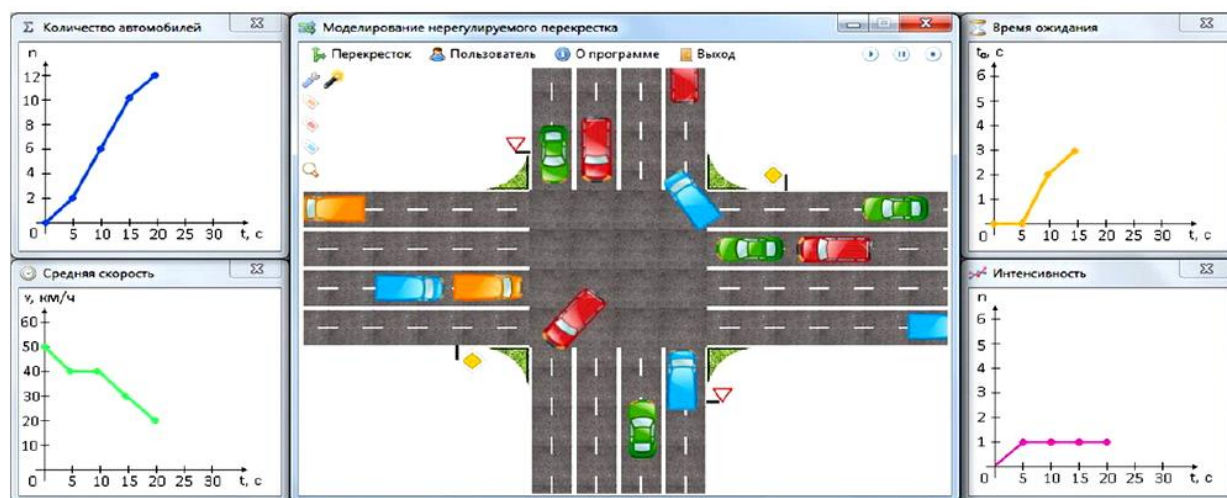 Количество автомобилей
n
12
10
8
6
4
2
0
5 10 15 20 25 30 t, с
Средняя скорость
v, км/ч
60
50
40
30
20
10
0
5 10 15 20 25 30 t, с
Моделирование нерегулируемого перекрестка
Перекресток Пользователь О программе Выход
Время ожидания
6
5
4
3
2
1
0
5 10 15 20 25 30 t, с
Интенсивность
n
6
5
4
3
2
1
0
5 10 15 20 25 30 t, с